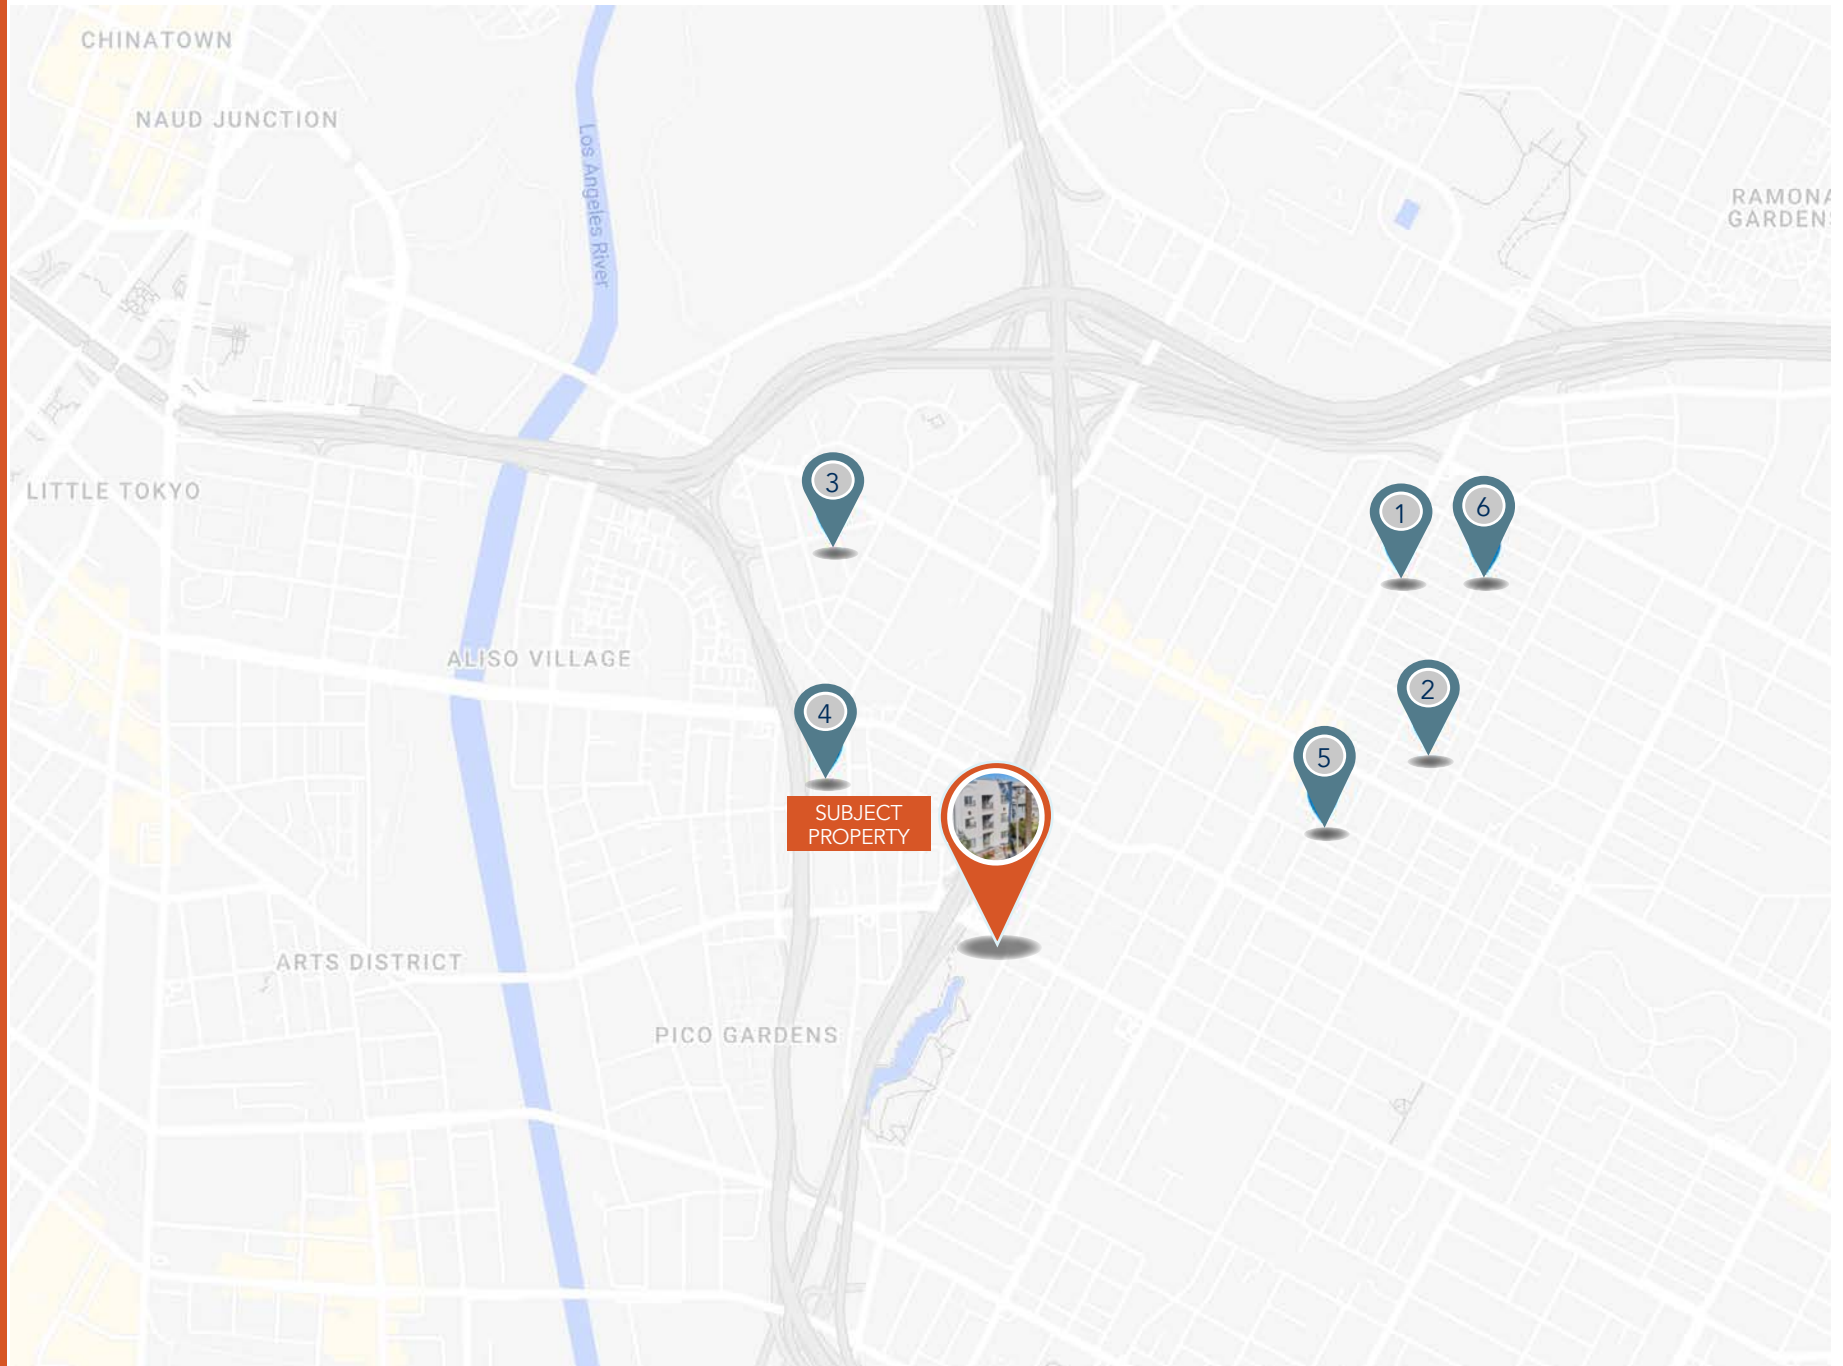 CHINATOWN
NAUD JUNCTION
Los Angeles River
RAMONA
GARDENS
3
1
6
LITTLE TOKYO
ALISO VILLAGE
2
4
5
SUBJECT
PROPERTY
ARTS DISTRICT
PICO GARDENS